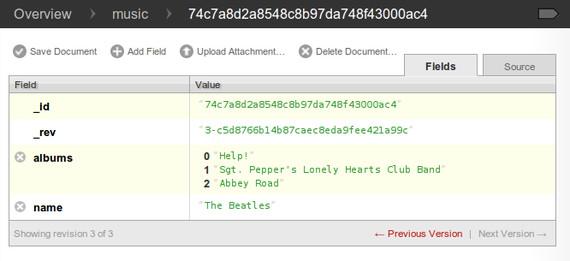 Overview music 74c7a8d2a8548c8b97da748f43000ac4
Save Document Add Field Upload Attachment... Delete Document...
Fields Source
Field Value
_id "74c7a8d2a8548c8b97da748f43000ac4"
_rev "3-c5d8766b14b87caec8eda9fee421a99c"
albums 0 "Help!"
1 "Sgt. Pepper's Lonely Hearts Club Band"
2 "Abbey Road"
name "The Beatles"
Showing revision 3 of 3 ← Previous Version | Next Version →